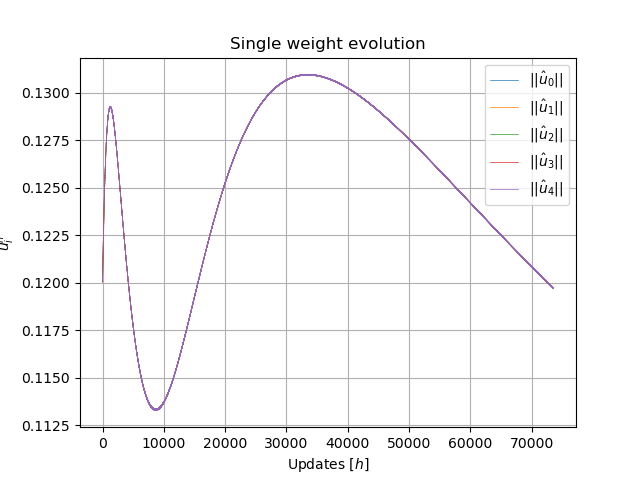 Single weight evolution
0.1300
0.1275
0.1250
0.1225
0.1200
0.1175
0.1150
0.1125
0
10000
20000
30000
40000
50000
60000
70000
Updates [h]
||û₀||
||û₁||
||û₂||
||û₃||
||û₄||